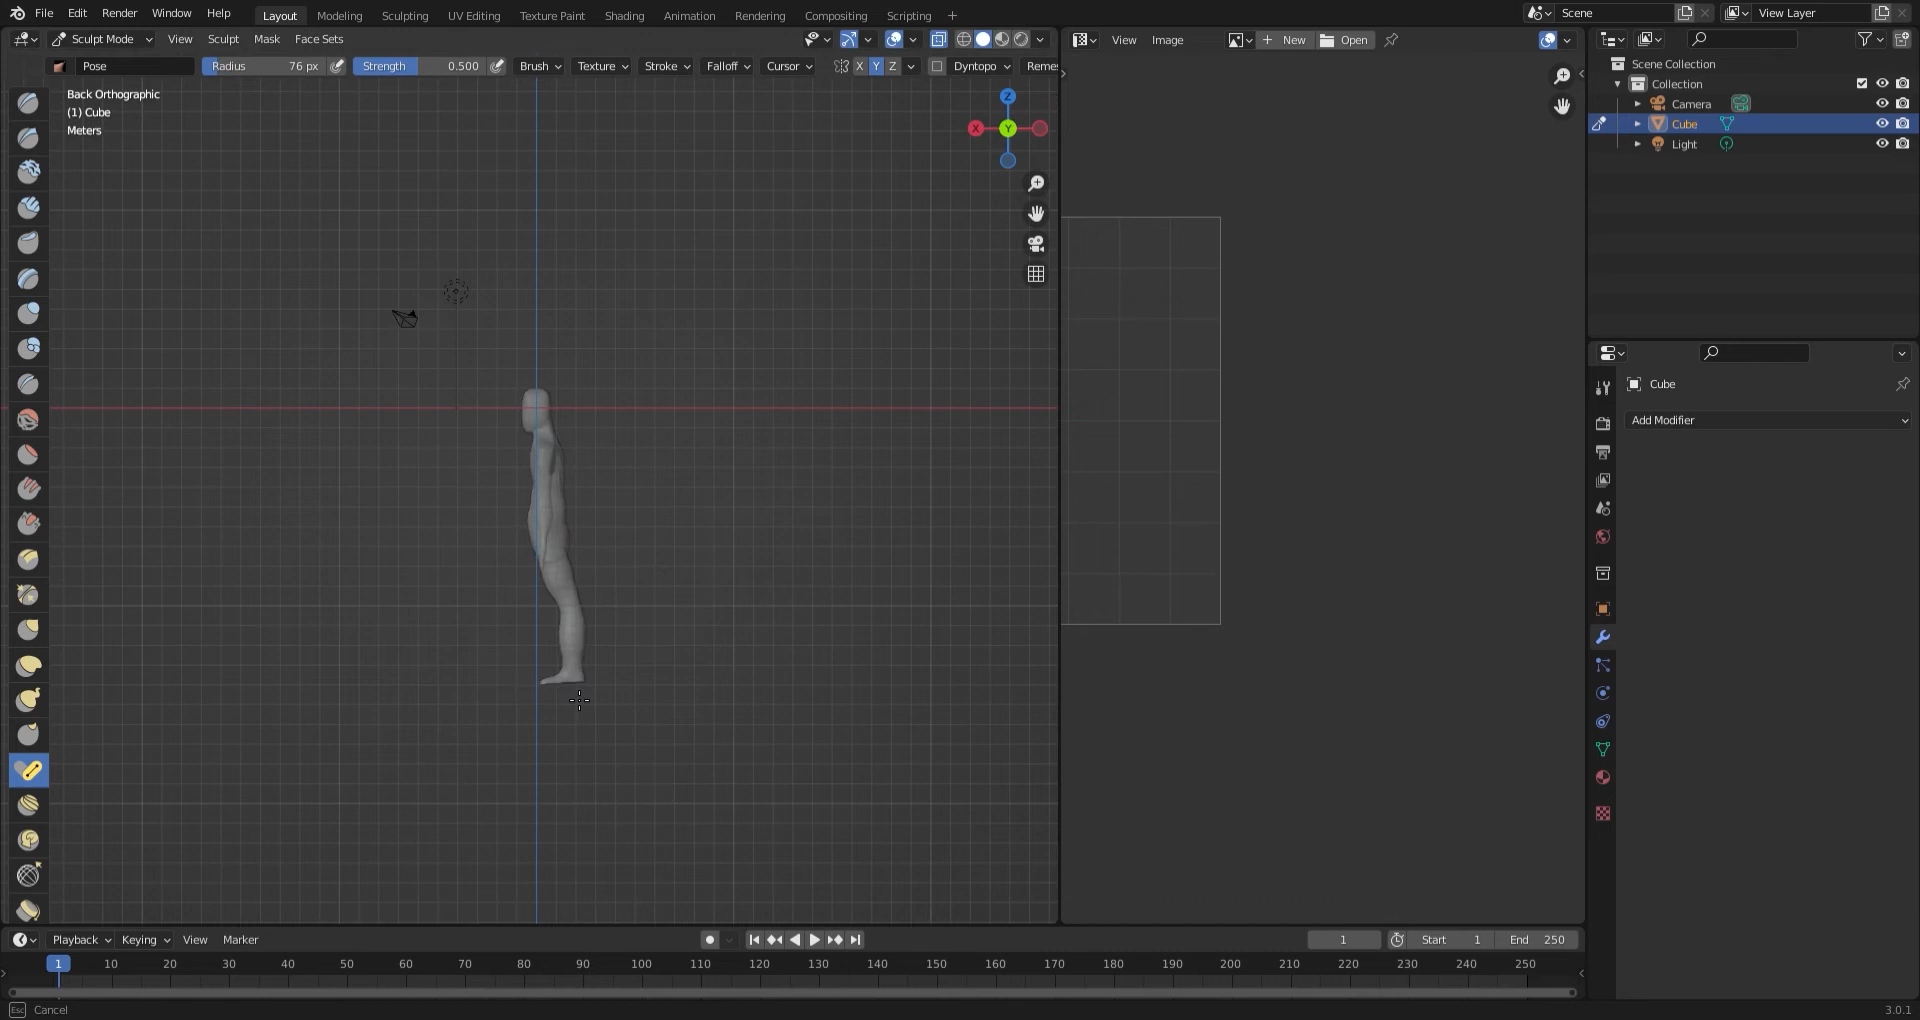 File Edit Render Window Help Layout Modeling Sculpting UV Editing Texture Paint Shading Animation Rendering Compositing Scripting + Scene View Layer
Sculpt Mode View Sculpt Mask Face Sets View Image + New Open
Pose Radius 76 px Strength 0.500 Brush Texture Stroke Falloff Cursor X Y Z Dyntopo Reme
Back Orthographic
(1) Cube
Meters
Z
X
Y
Scene Collection
Collection
Camera
Cube
Light
Cube
Add Modifier
Playback Keying View Marker 1 Start 1 End 250
1 10 20 30 40 50 60 70 80 90 100 110 120 130 140 150 160 170 180 190 200 210 220 230 240 250
Esc Cancel 3.0.1